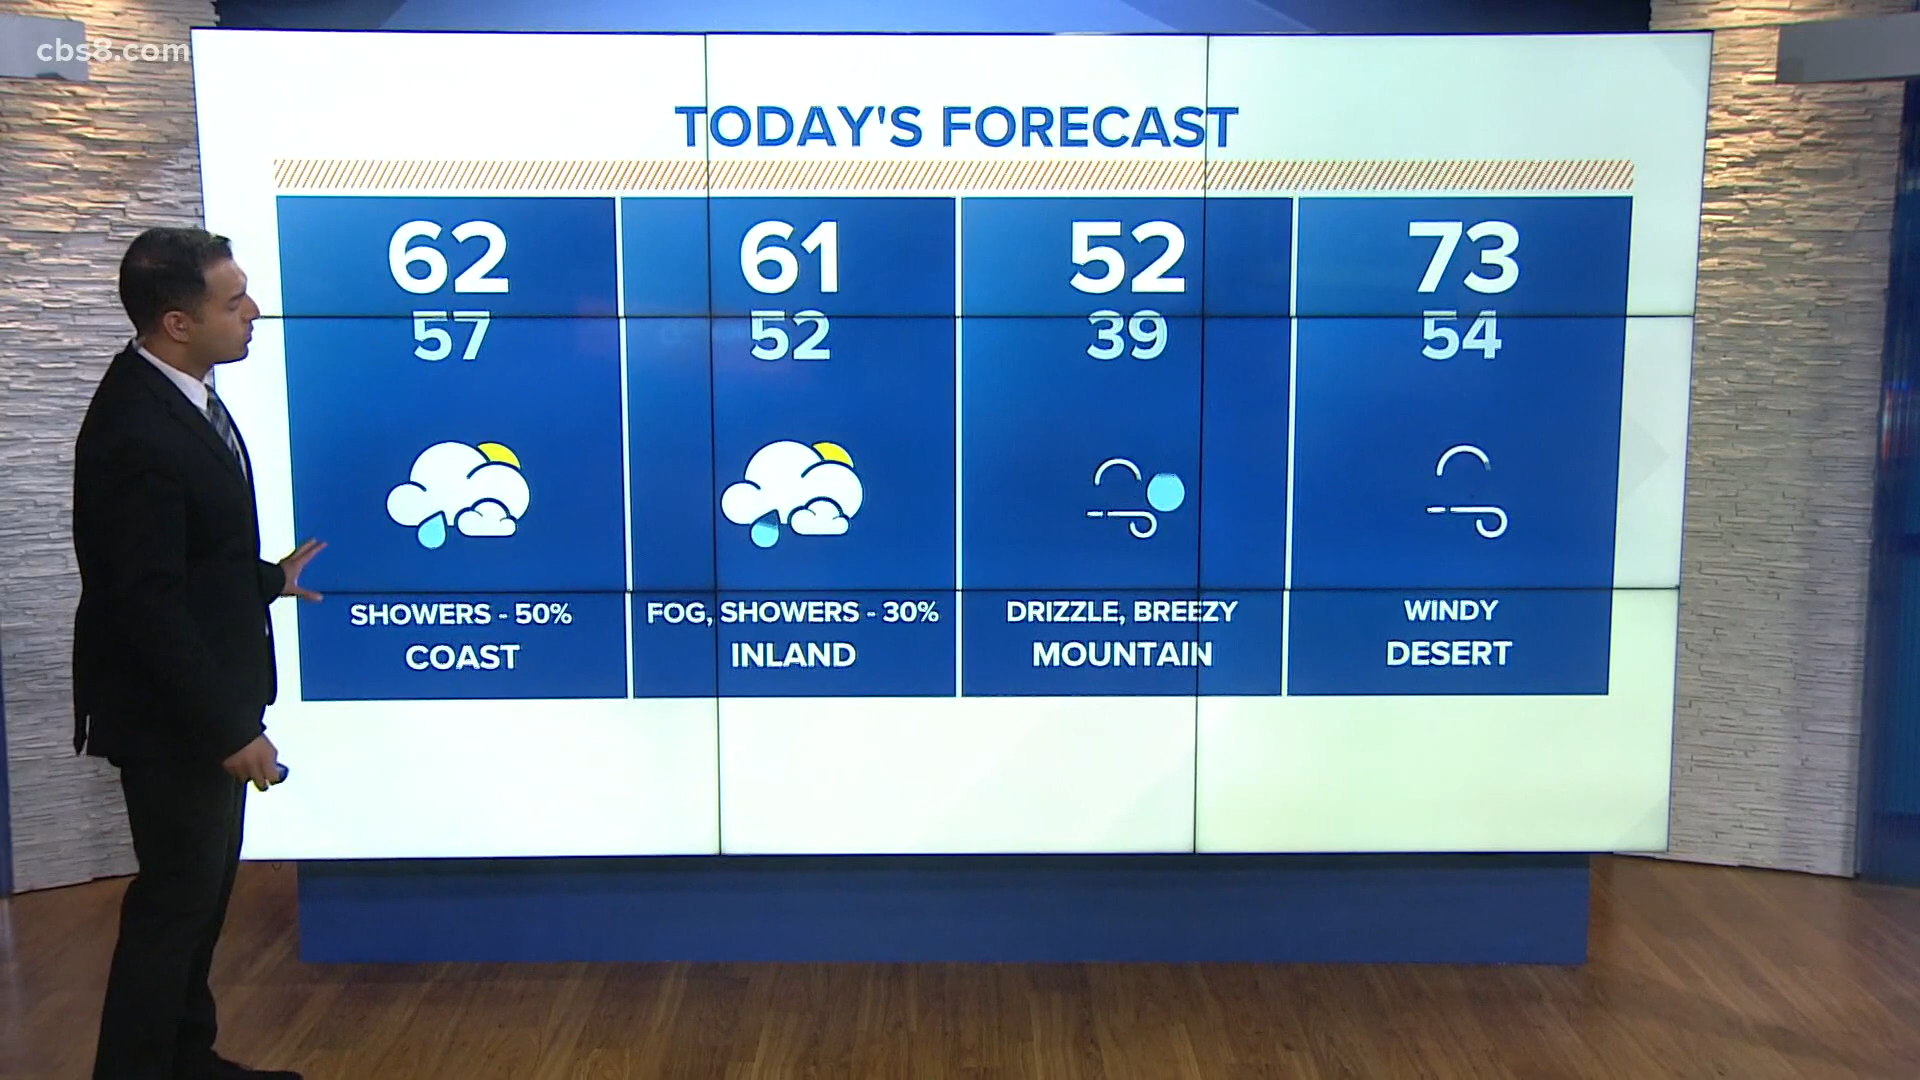 cbs8.com
TODAY'S FORECAST
62
57
SHOWERS - 50%
COAST
61
52
FOG, SHOWERS - 30%
INLAND
52
39
DRIZZLE, BREEZY
MOUNTAIN
73
54
WINDY
DESERT